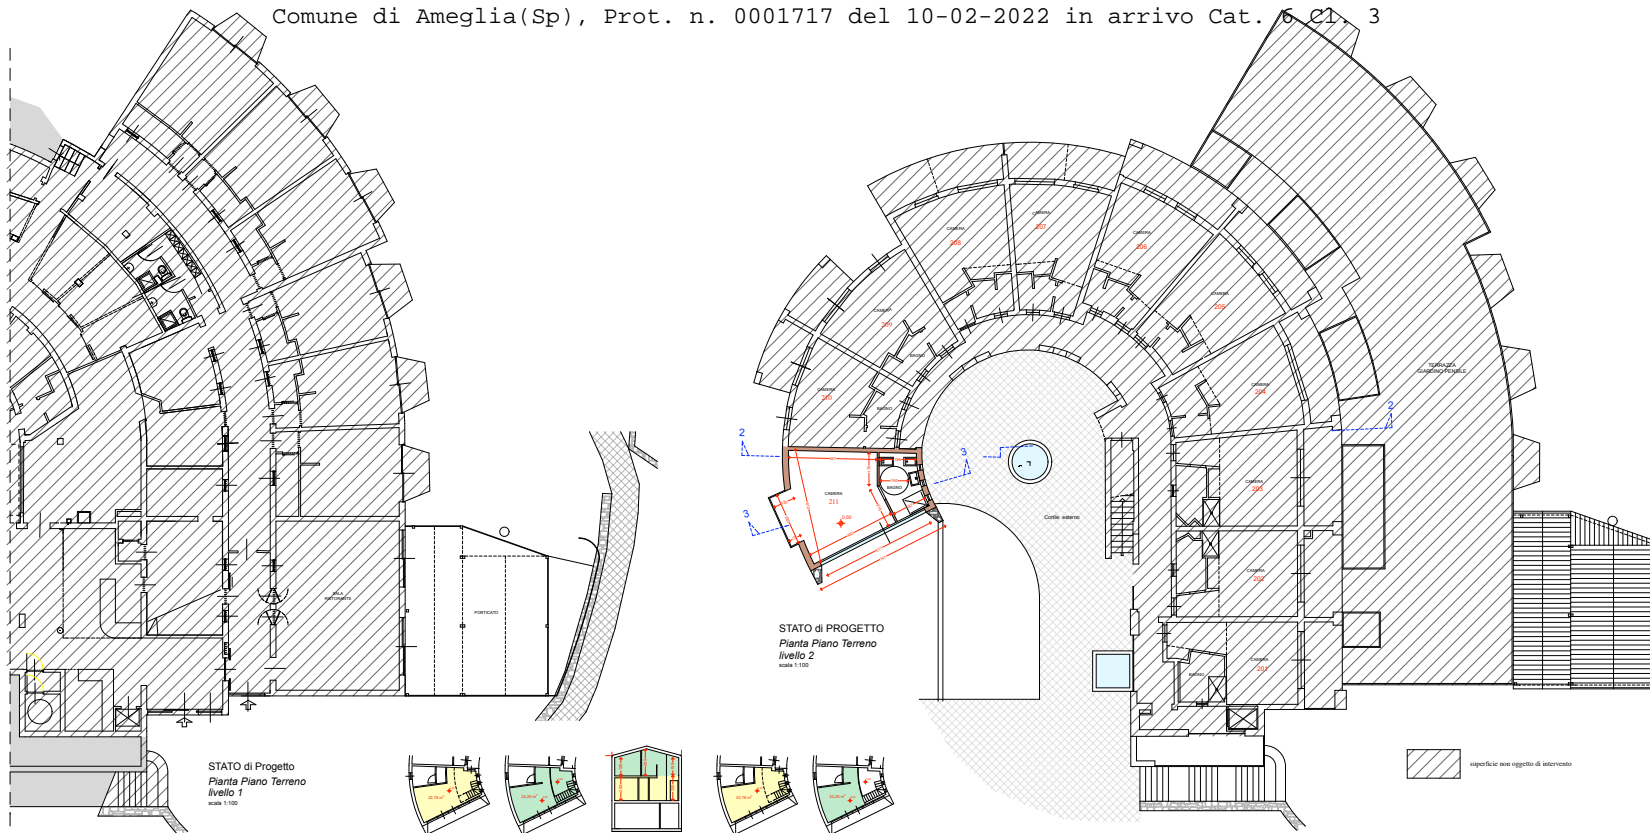 Comune di Ameglia(Sp), Prot. n. 0001717 del 10-02-2022 in arrivo Cat. 6 Cl. 3
CAMERA
207
CAMERA
208
CAMERA
206
CAMERA
205
CAMERA
209
BAGNO
CAMERA
210
BAGNO
CAMERA
204
TERRAZZA
GIARDINO PENSILE
2
2
3
3
CAMERA
211
BAGNO
0.00
CAMERA
203
Cortile esterno
CAMERA
202
CAMERA
201
BAGNO
SALA
RISTORANTE
PORTICATO
STATO di PROGETTO
Pianta Piano Terreno
livello 2
scala 1:100
STATO di Progetto
Pianta Piano Terreno
livello 1
scala 1:100
superficie non oggetto di intervento